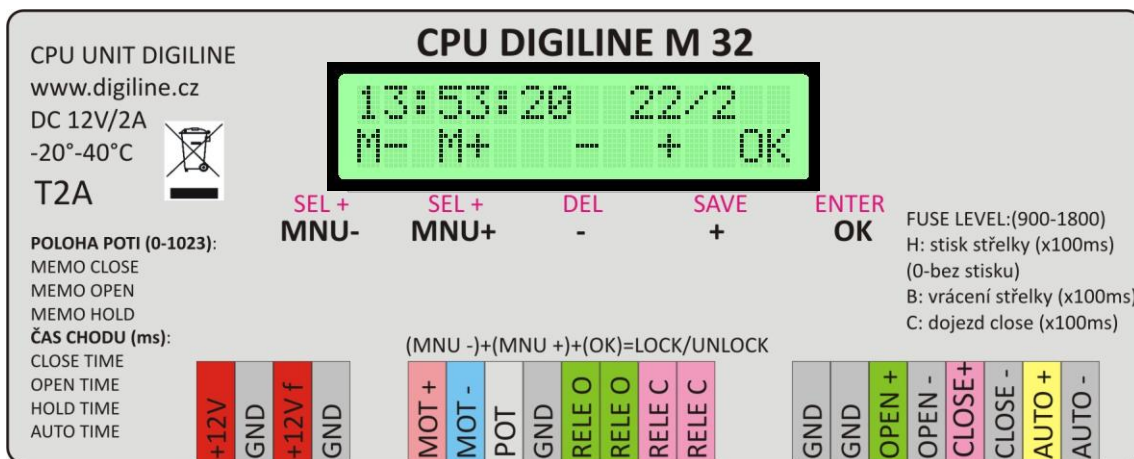 CPU DIGILINE M 32
CPU UNIT DIGILINE
www.digiline.cz
DC 12V/2A
-20°-40°C
T2A
13:53:20 22/2
M- M+ - + OK
SEL + SEL + DEL SAVE ENTER
MNU- MNU+ - + OK
POLOHA POTI (0-1023):
MEMO CLOSE
MEMO OPEN
MEMO HOLD
ČAS CHODU (ms):
CLOSE TIME
OPEN TIME
HOLD TIME
AUTO TIME
FUSE LEVEL:(900-1800)
H: stisk střelky (x100ms)
(0-bez stisku)
B: vrácení střelky (x100ms)
C: dojezd close (x100ms)
(MNU -)+(MNU +)+(OK)=LOCK/UNLOCK
+12V
GND
+12V f
GND
MOT +
MOT -
POT
GND
RELE O
RELE O
RELE C
RELE C
GND
GND
OPEN +
OPEN -
CLOSE+
CLOSE -
AUTO +
AUTO -